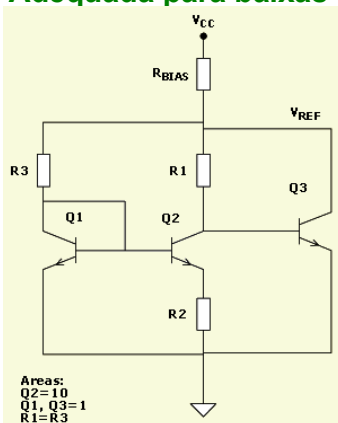 Adequada para baixas
VCC
RBIAS
VREF
R3
R1
Q3
Q1
Q2
R2
Areas:
Q2=10
Q1, Q3=1
R1=R3